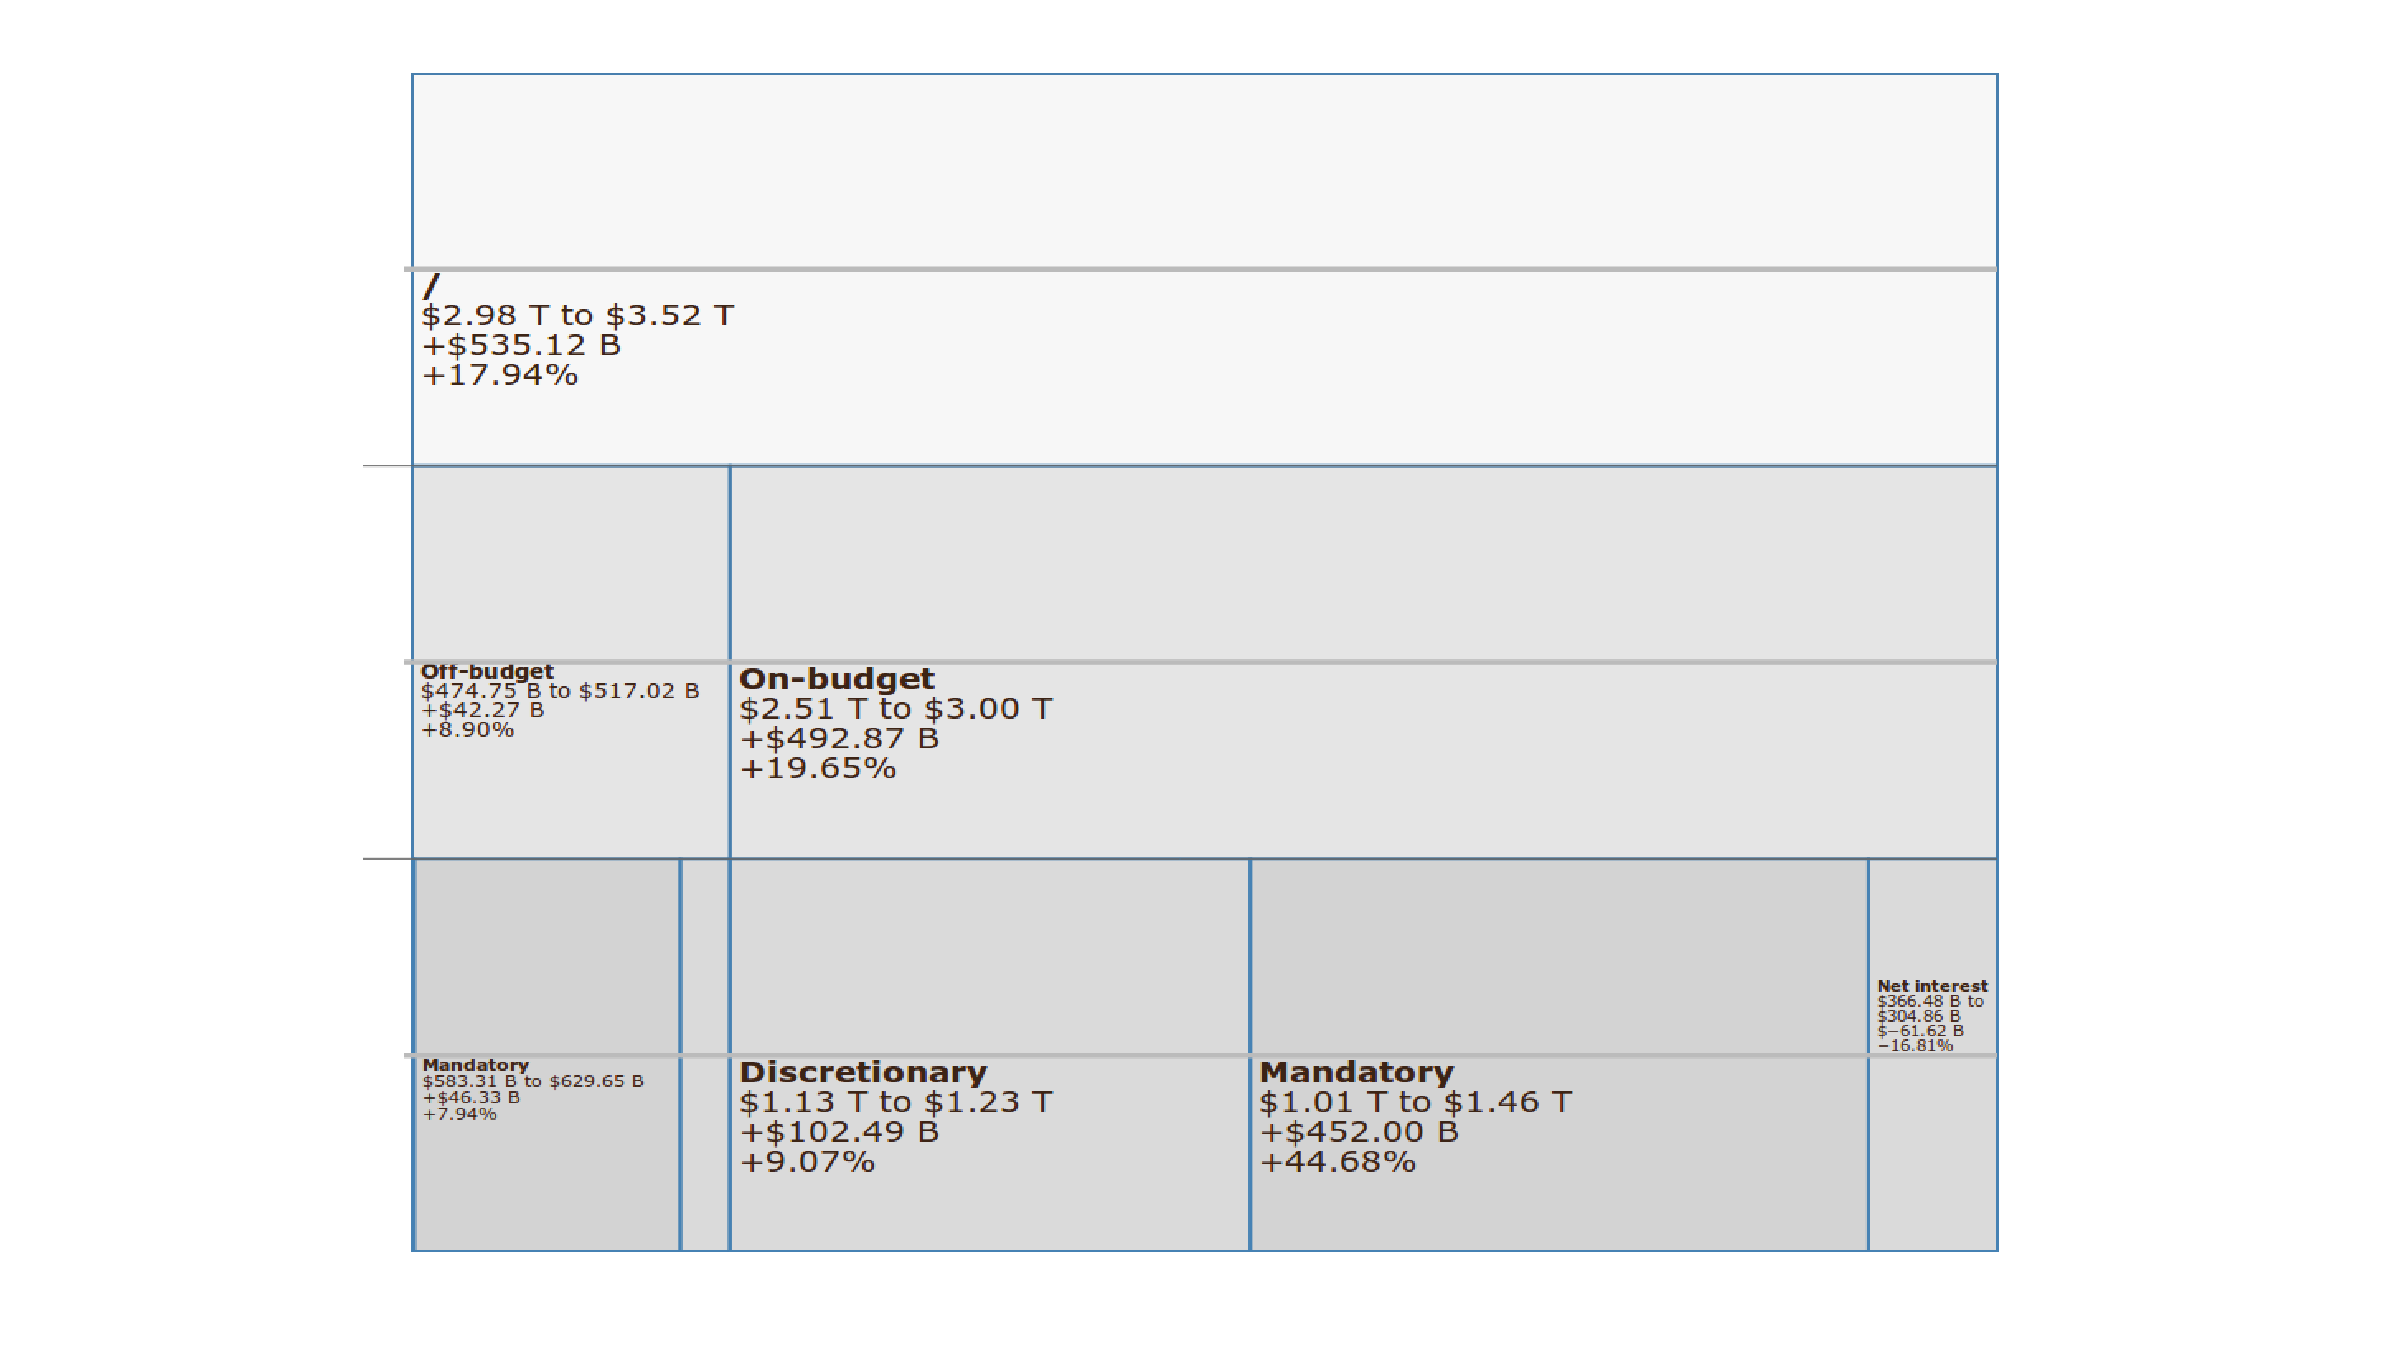 /
$2.98 T to $3.52 T
+$535.12 B
+17.94%
Off-budget
$474.75 B to $517.02 B
+$42.27 B
+8.90%
On-budget
$2.51 T to $3.00 T
+$492.87 B
+19.65%
Mandatory
$583.31 B to $629.65 B
+$46.33 B
+7.94%
Discretionary
$1.13 T to $1.23 T
+$102.49 B
+9.07%
Mandatory
$1.01 T to $1.46 T
+$452.00 B
+44.68%
Net interest
$366.48 B to
$304.86 B
$−61.62 B
−16.81%